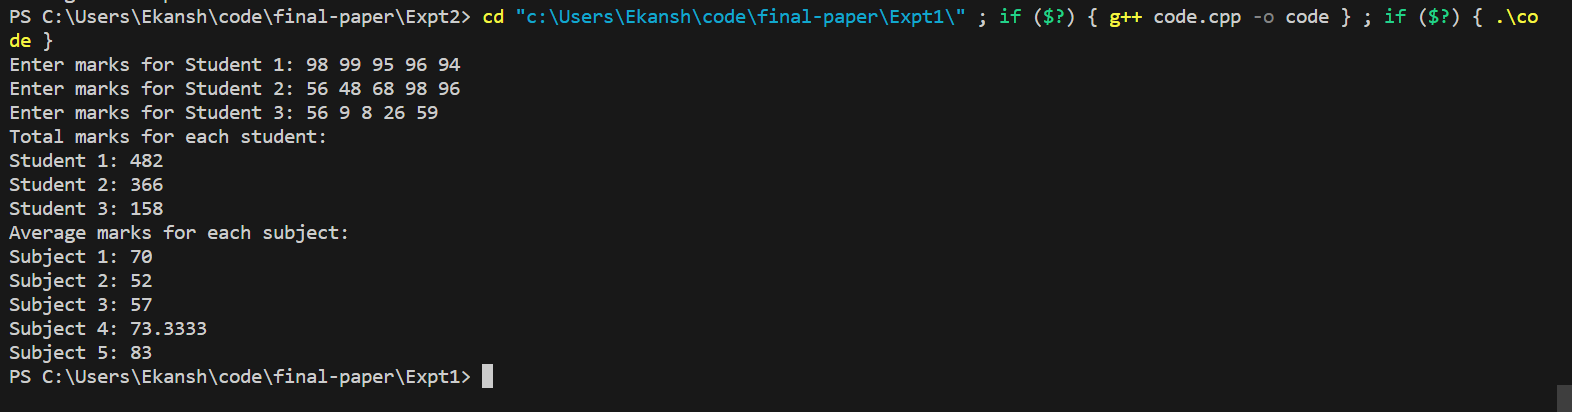 PS C:\Users\Ekansh\code\final-paper\Expt2> cd "c:\Users\Ekansh\code\final-paper\Expt1\" ; if ($?) { g++ code.cpp -o code } ; if ($?) { .\co
de }
Enter marks for Student 1: 98 99 95 96 94
Enter marks for Student 2: 56 48 68 98 96
Enter marks for Student 3: 56 9 8 26 59
Total marks for each student:
Student 1: 482
Student 2: 366
Student 3: 158
Average marks for each subject:
Subject 1: 70
Subject 2: 52
Subject 3: 57
Subject 4: 73.3333
Subject 5: 83
PS C:\Users\Ekansh\code\final-paper\Expt1>